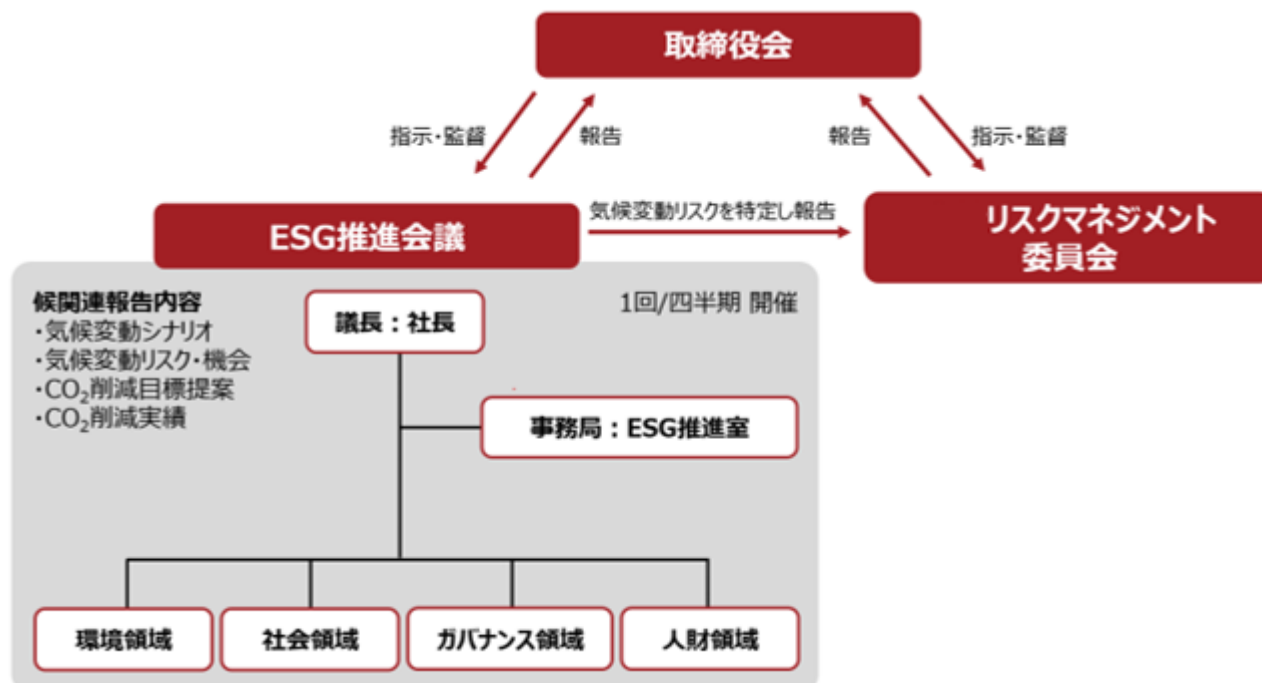 取締役会
指示・監督
報告
報告
指示・監督
ESG推進会議
気候変動リスクを特定し報告
リスクマネジメント
委員会
候関連報告内容
・気候変動シナリオ
・気候変動リスク・機会
・CO₂削減目標提案
・CO₂削減実績
1回/四半期 開催
議長：社長
事務局：ESG推進室
環境領域
社会領域
ガバナンス領域
人財領域